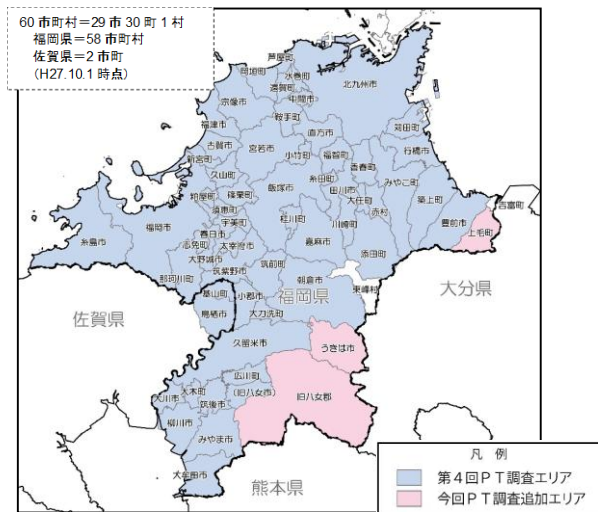 60 市町村＝29 市 30 町 1 村
福岡県＝58 市町村
佐賀県＝2 市町
（H27.10.1 時点）
芦屋町
岡垣町
水巻町
遠賀町
中間市
北九州市
宗像市
鞍手町
福津市
直方市
苅田町
古賀市
宮若市
小竹町
福智町
香春町
行橋市
新宮町
久山町
糸田町
みやこ町
粕屋町
篠栗町
飯塚市
田川市
大任町
築上町
吉富町
須恵町
赤村
福岡市
宇美町
桂川町
川崎町
豊前市
上毛町
糸島市
春日市
志免町
太宰府市
嘉麻市
添田町
大野城市
那珂川町
筑紫野市
筑前町
朝倉市
東峰村
大分県
基山町
小郡市
福岡県
佐賀県
鳥栖市
大刀洗町
久留米市
うきは市
広川町
大木町
（旧八女市）
旧八女郡
大川市
筑後市
柳川市
みやま市
大牟田市
熊本県
凡 例
第４回ＰＴ調査エリア
今回ＰＴ調査追加エリア